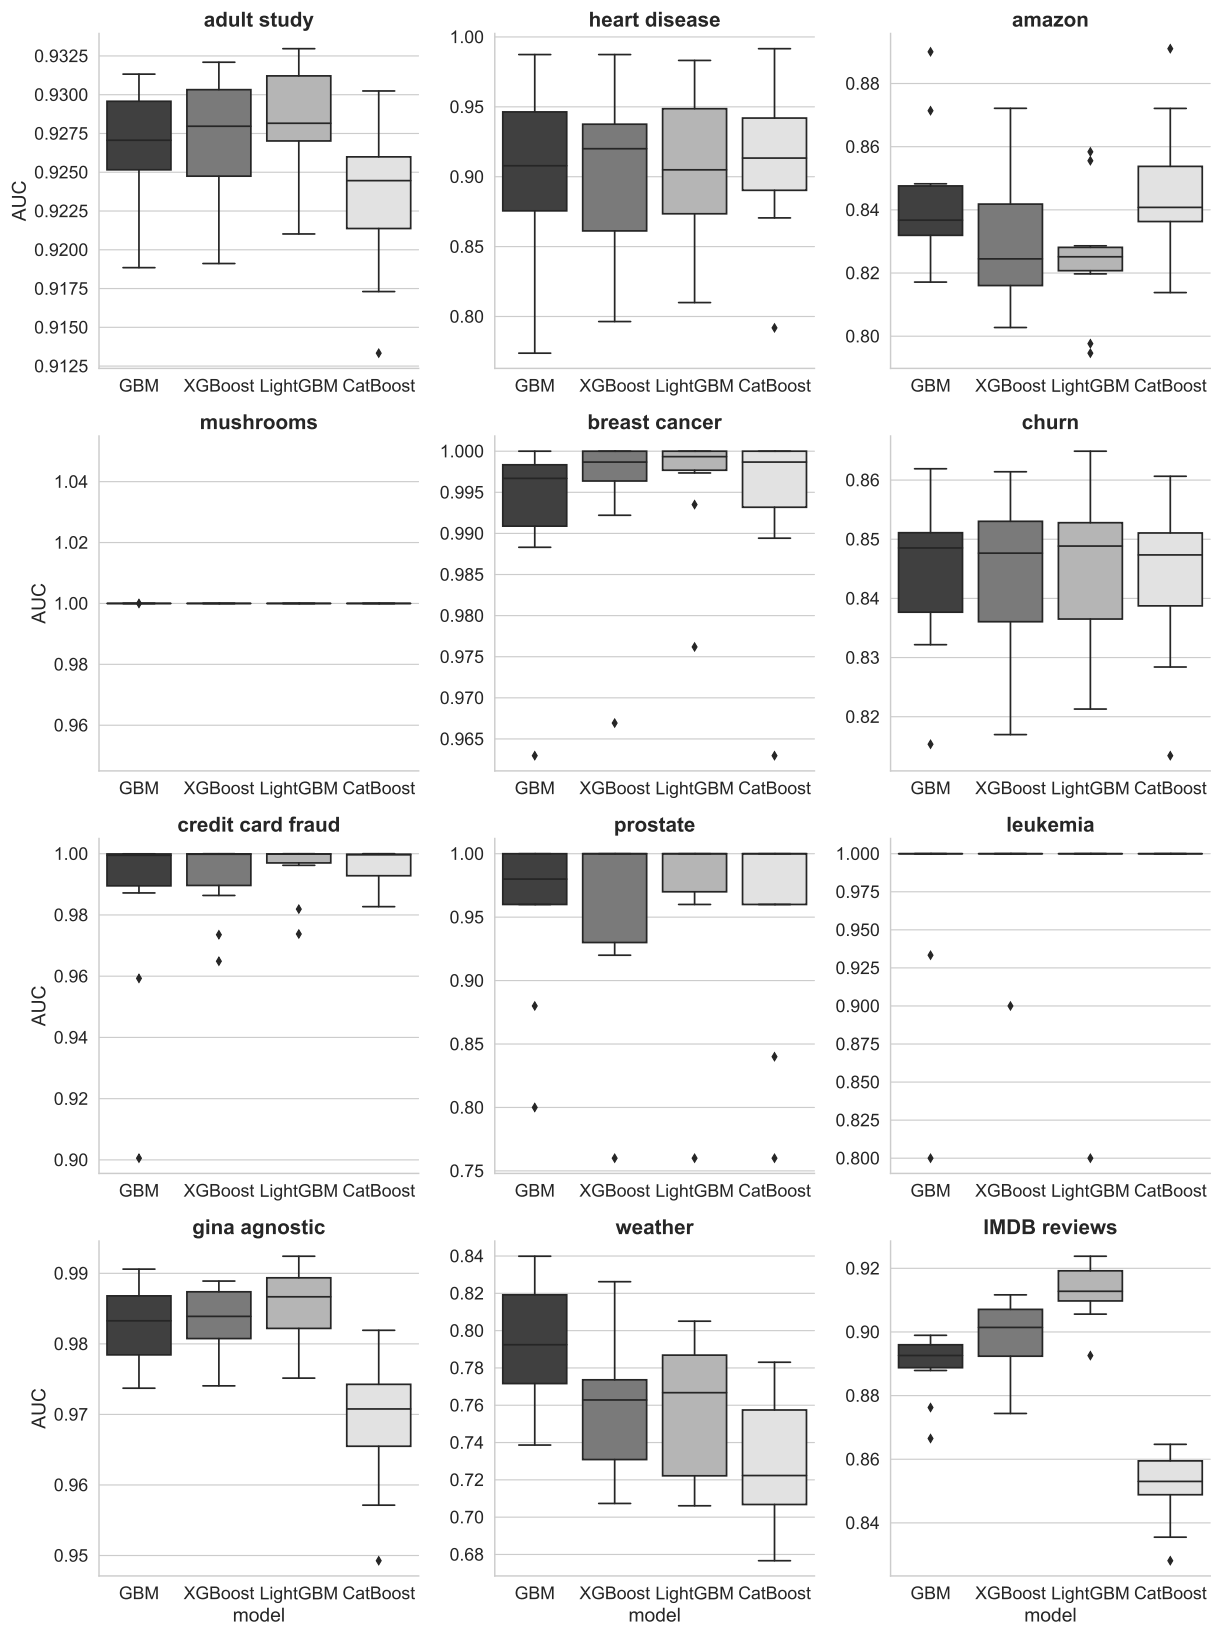 adult study
heart disease
amazon
0.9325
0.9300
0.9275
0.9250
0.9225
0.9200
0.9175
0.9150
0.9125
AUC
GBM XGBoost LightGBM CatBoost
1.00
0.95
0.90
0.85
0.80
GBM XGBoost LightGBM CatBoost
0.88
0.86
0.84
0.82
0.80
GBM XGBoost LightGBM CatBoost
mushrooms
breast cancer
churn
1.04
1.02
1.00
0.98
0.96
AUC
GBM XGBoost LightGBM CatBoost
1.000
0.995
0.990
0.985
0.980
0.975
0.970
0.965
GBM XGBoost LightGBM CatBoost
0.86
0.85
0.84
0.83
0.82
GBM XGBoost LightGBM CatBoost
credit card fraud
prostate
leukemia
1.00
0.98
0.96
0.94
0.92
0.90
AUC
GBM XGBoost LightGBM CatBoost
1.00
0.95
0.90
0.85
0.80
0.75
GBM XGBoost LightGBM CatBoost
1.000
0.975
0.950
0.925
0.900
0.875
0.850
0.825
0.800
GBM XGBoost LightGBM CatBoost
gina agnostic
weather
IMDB reviews
0.99
0.98
0.97
0.96
0.95
AUC
GBM XGBoost LightGBM CatBoost
model
0.84
0.82
0.80
0.78
0.76
0.74
0.72
0.70
0.68
GBM XGBoost LightGBM CatBoost
model
0.92
0.90
0.88
0.86
0.84
GBM XGBoost LightGBM CatBoost
model